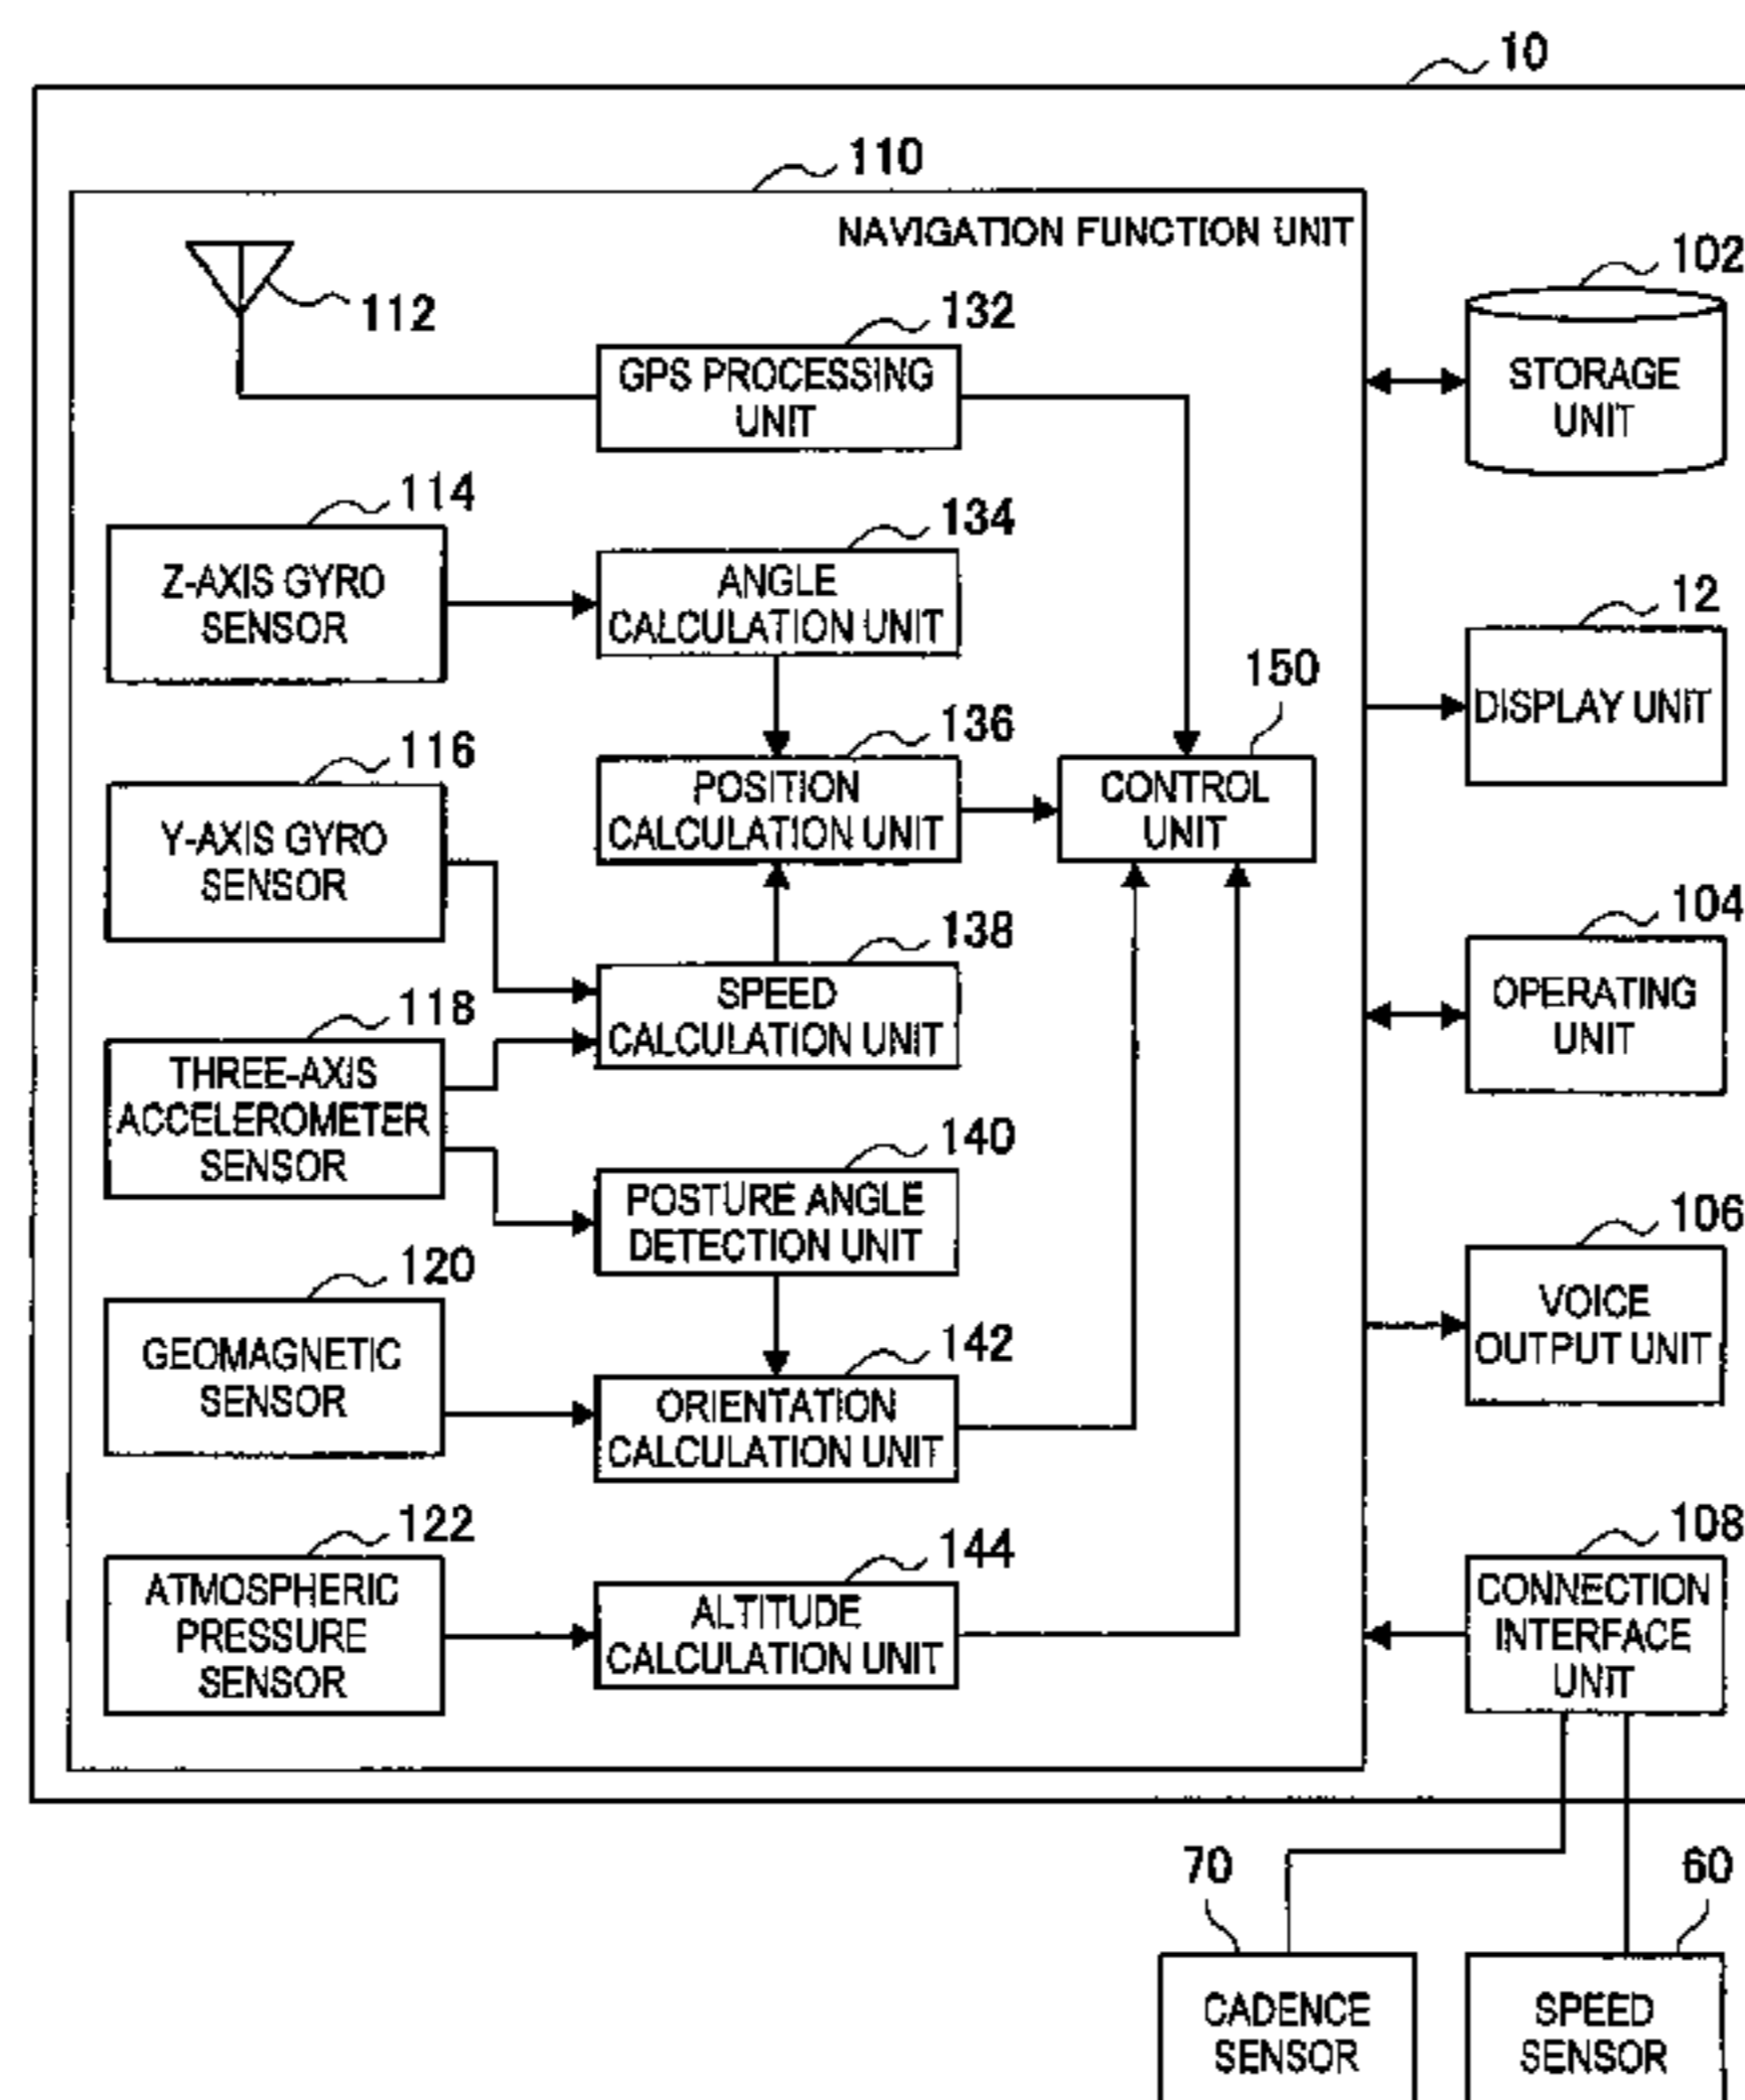 10
110
NAVIGATION FUNCTION UNIT
112
132
GPS PROCESSING
UNIT
102
STORAGE
UNIT
114
Z-AXIS GYRO
SENSOR
134
ANGLE
CALCULATION UNIT
12
DISPLAY UNIT
116
Y-AXIS GYRO
SENSOR
136
POSITION
CALCULATION UNIT
150
CONTROL
UNIT
104
OPERATING
UNIT
118
THREE-AXIS
ACCELEROMETER
SENSOR
138
SPEED
CALCULATION UNIT
140
POSTURE ANGLE
DETECTION UNIT
106
VOICE
OUTPUT UNIT
120
GEOMAGNETIC
SENSOR
142
ORIENTATION
CALCULATION UNIT
108
CONNECTION
INTERFACE
UNIT
122
ATMOSPHERIC
PRESSURE
SENSOR
144
ALTITUDE
CALCULATION UNIT
70
CADENCE
SENSOR
60
SPEED
SENSOR